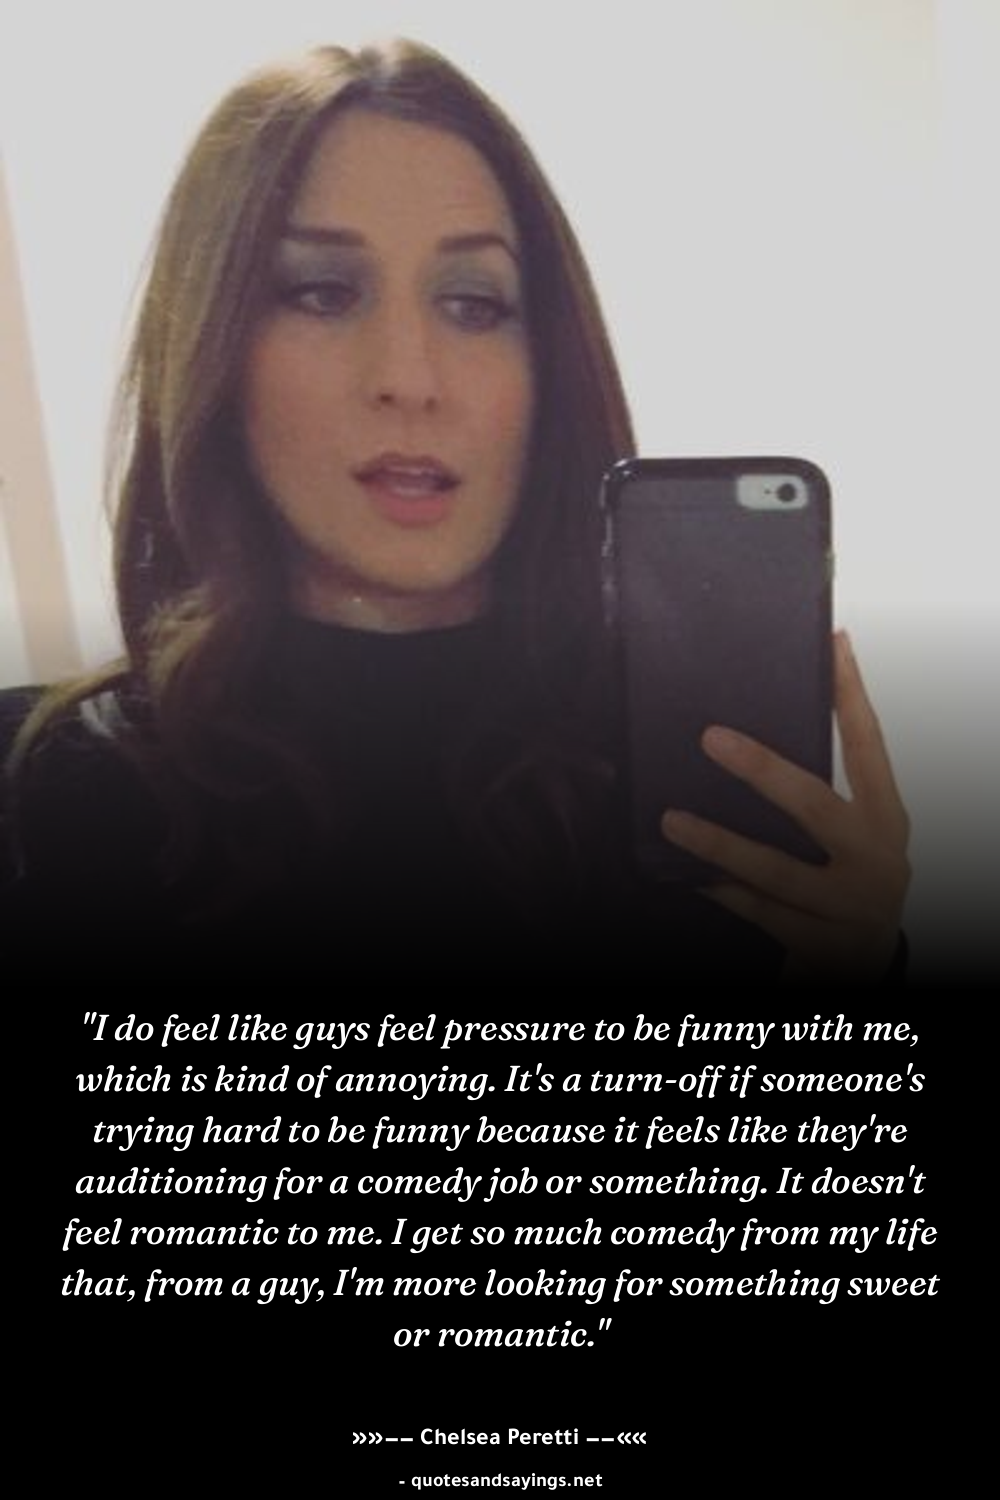 "I do feel like guys feel pressure to be funny with me,
which is kind of annoying. It's a turn-off if someone's
trying hard to be funny because it feels like they're
auditioning for a comedy job or something. It doesn't
feel romantic to me. I get so much comedy from my life
that, from a guy, I'm more looking for something sweet
or romantic."
»»–– Chelsea Peretti ––««
- quotesandsayings.net